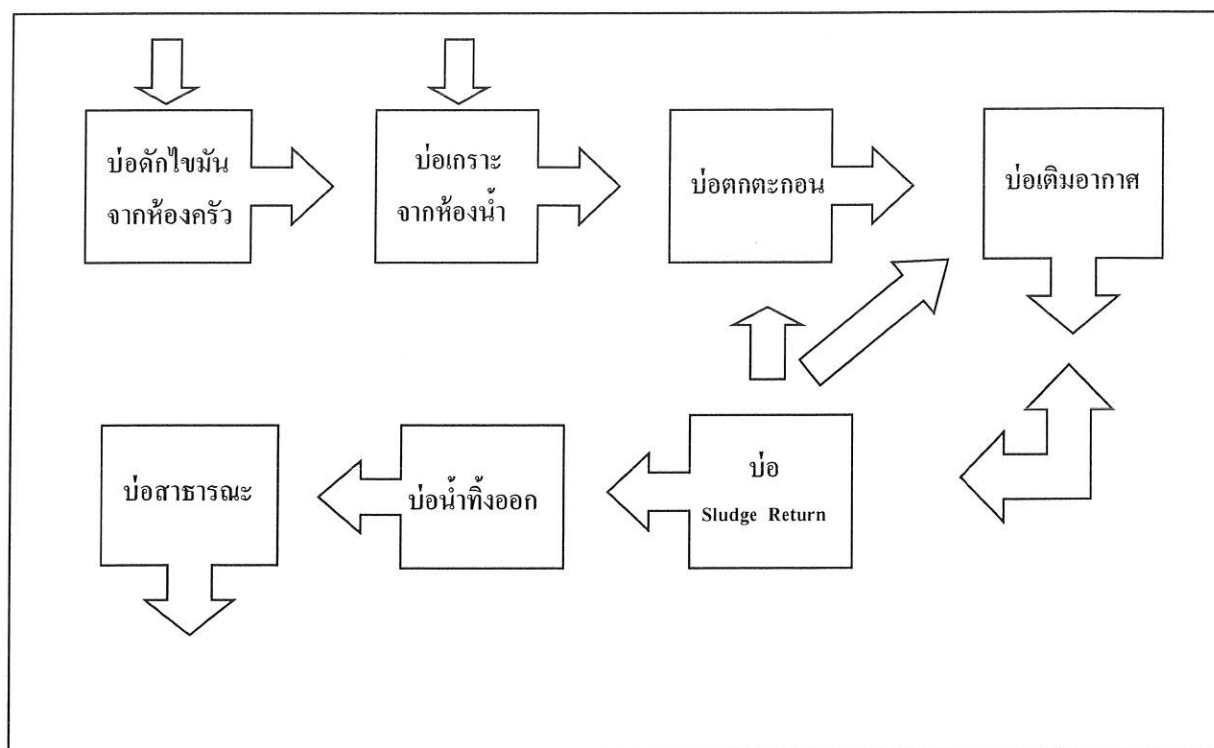 บ่อดักไขมัน
จากห้องครัว
บ่อเกราะ
จากห้องน้ำ
บ่อตกตะกอน
บ่อเติมอากาศ
บ่อสาธารณะ
บ่อน้ำทิ้งออก
บ่อ
Sludge Return